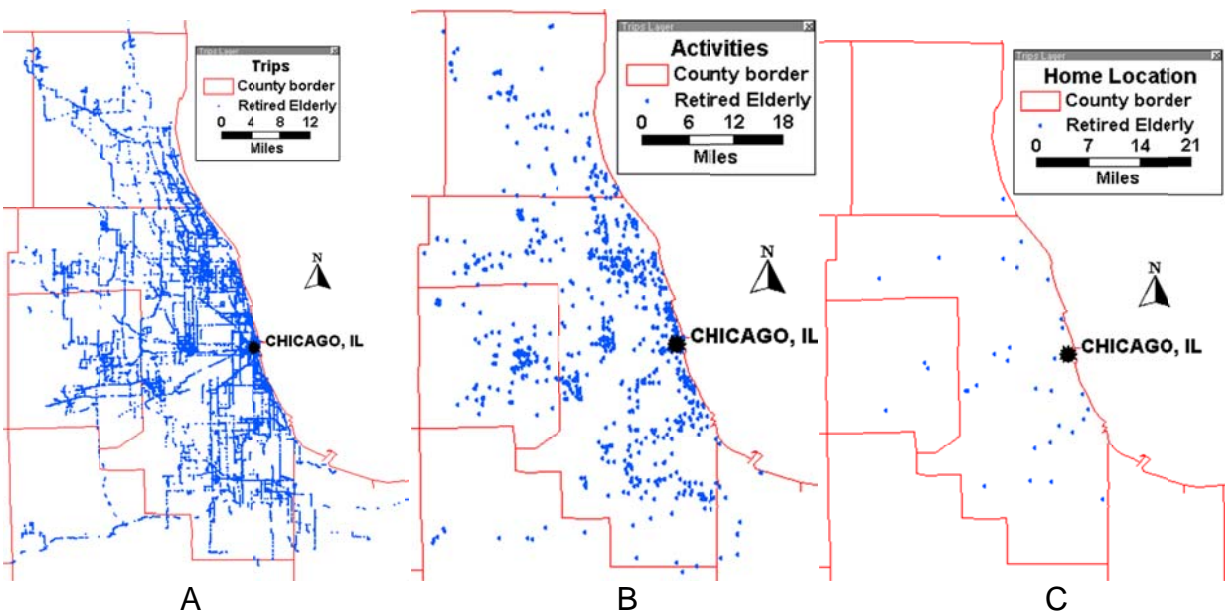 Trips Layer
Trips
County border
Retired Elderly
0 4 8 12
Miles
N
CHICAGO, IL
A
Trips Layer
Activities
County border
Retired Elderly
0 6 12 18
Miles
N
CHICAGO, IL
B
Trips Layer
Home Location
County border
Retired Elderly
0 7 14 21
Miles
N
CHICAGO, IL
C